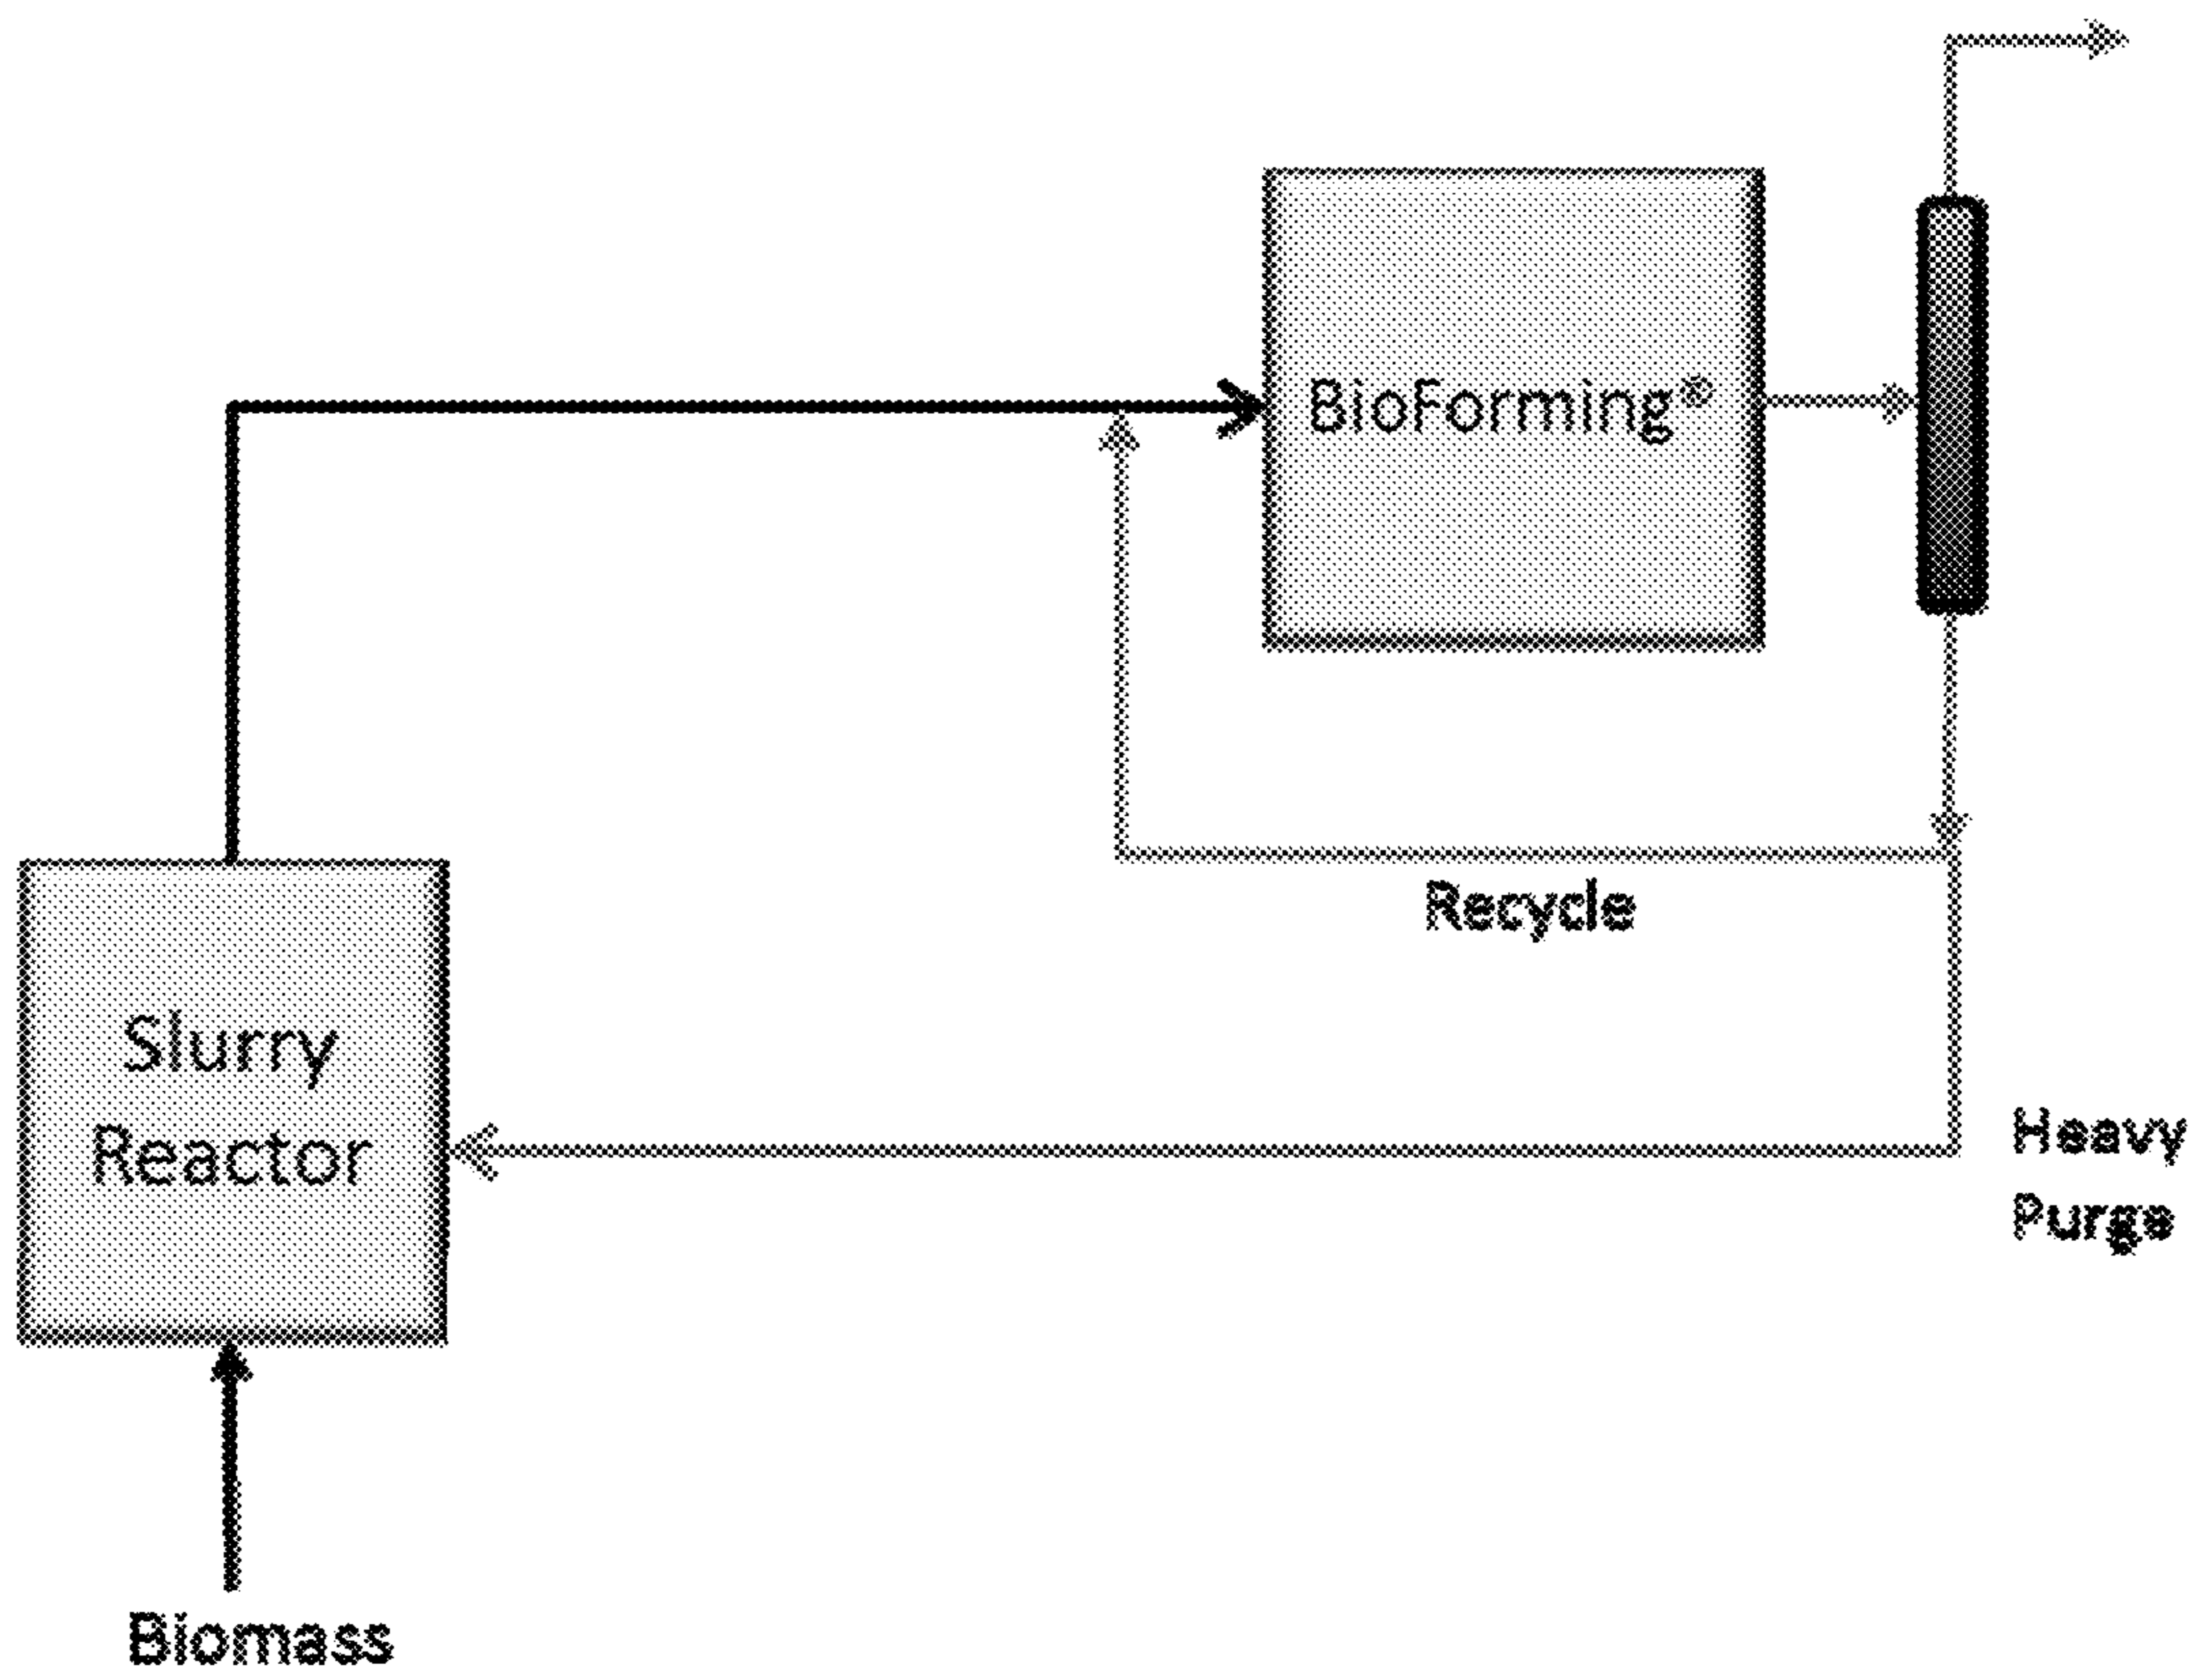 BioForming®
Recycle
Slurry
Reactor
Heavy
Purge
Biomass